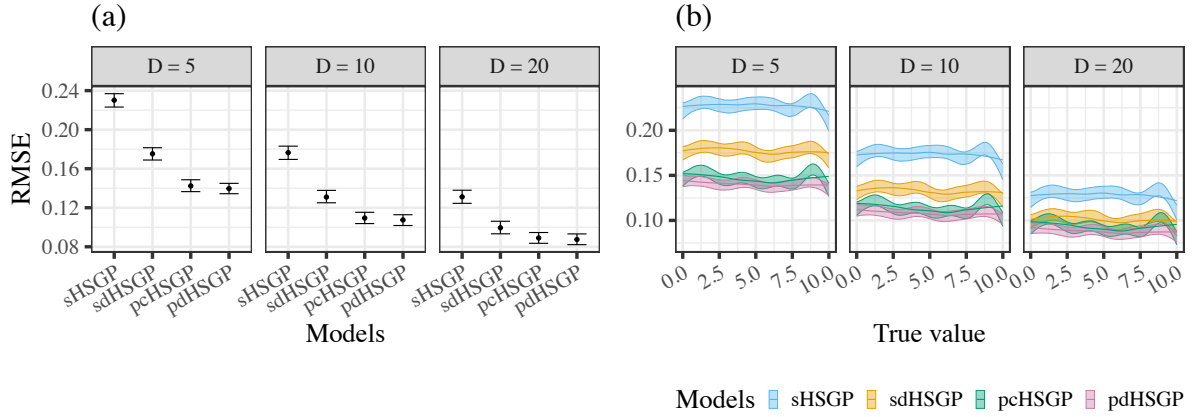 (a) (b)
D = 5 D = 10 D = 20 D = 5 D = 10 D = 20
RMSE
0.24
0.20
0.16
0.12
0.08
0.20
0.15
0.10
sHSGP sdHSGP pcHSGP pdHSGP sHSGP sdHSGP pcHSGP pdHSGP sHSGP sdHSGP pcHSGP pdHSGP
0.0 2.5 5.0 7.5 10.0 0.0 2.5 5.0 7.5 10.0 0.0 2.5 5.0 7.5 10.0
Models True value
Models sHSGP sdHSGP pcHSGP pdHSGP